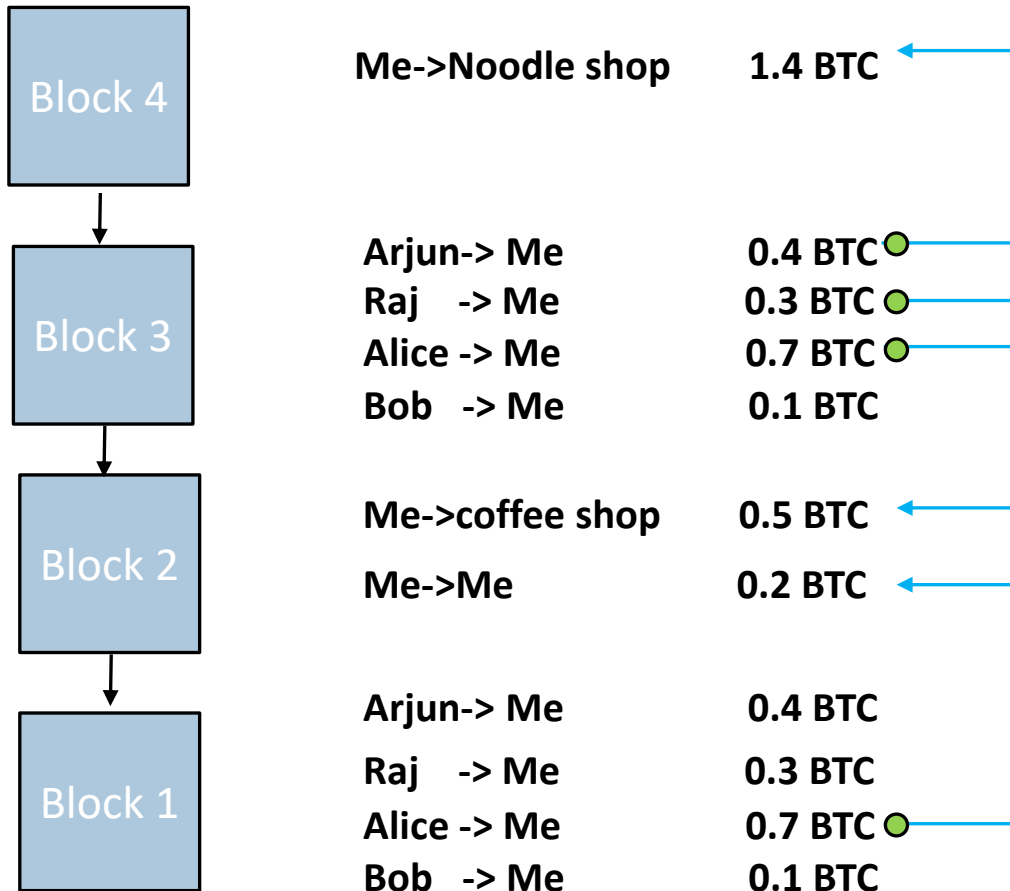 Block 4
Me->Noodle shop 1.4 BTC
Block 3
Arjun-> Me 0.4 BTC
Raj -> Me 0.3 BTC
Alice -> Me 0.7 BTC
Bob -> Me 0.1 BTC
Block 2
Me->coffee shop 0.5 BTC
Me->Me 0.2 BTC
Block 1
Arjun-> Me 0.4 BTC
Raj -> Me 0.3 BTC
Alice -> Me 0.7 BTC
Bob -> Me 0.1 BTC